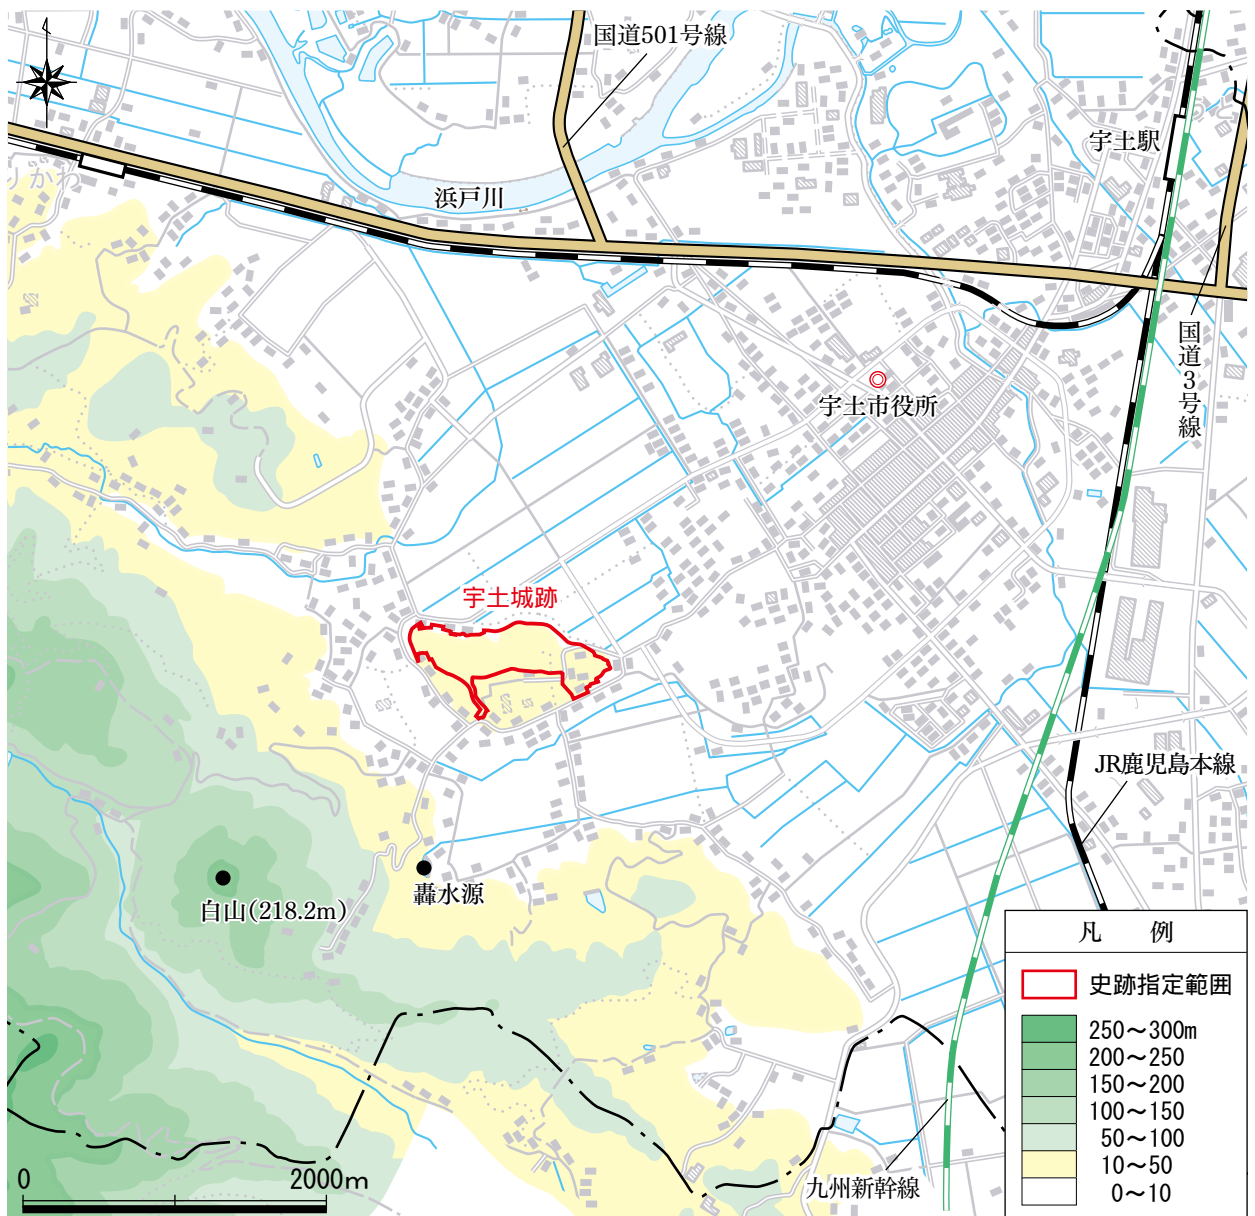 国道501号線
宇土駅
りがわ
浜戸川
国道3号線
宇土市役所
宇土城跡
JR鹿児島本線
轟水源
白山(218.2m)
九州新幹線
0 2000m
凡 例
史跡指定範囲
250～300m
200～250
150～200
100～150
50～100
10～50
0～10